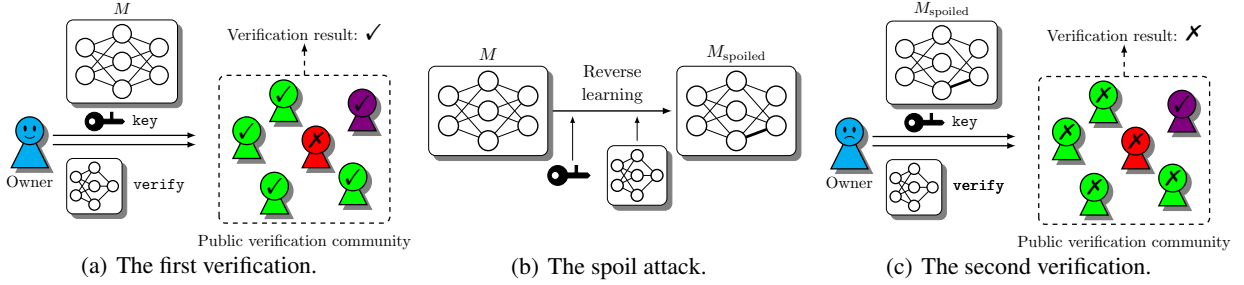 M
Verification result: ✓
key
Owner
verify
Public verification community
(a) The first verification.
M
Reverse
learning
M_spoiled
(b) The spoil attack.
M_spoiled
Verification result: ✗
key
Owner
verify
Public verification community
(c) The second verification.